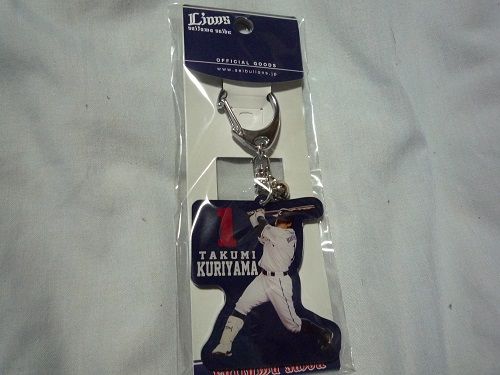 Lions
saitama seibu
OFFICIAL GOODS
www.seibulions.jp
1
TAKUMI
KURIYAMA